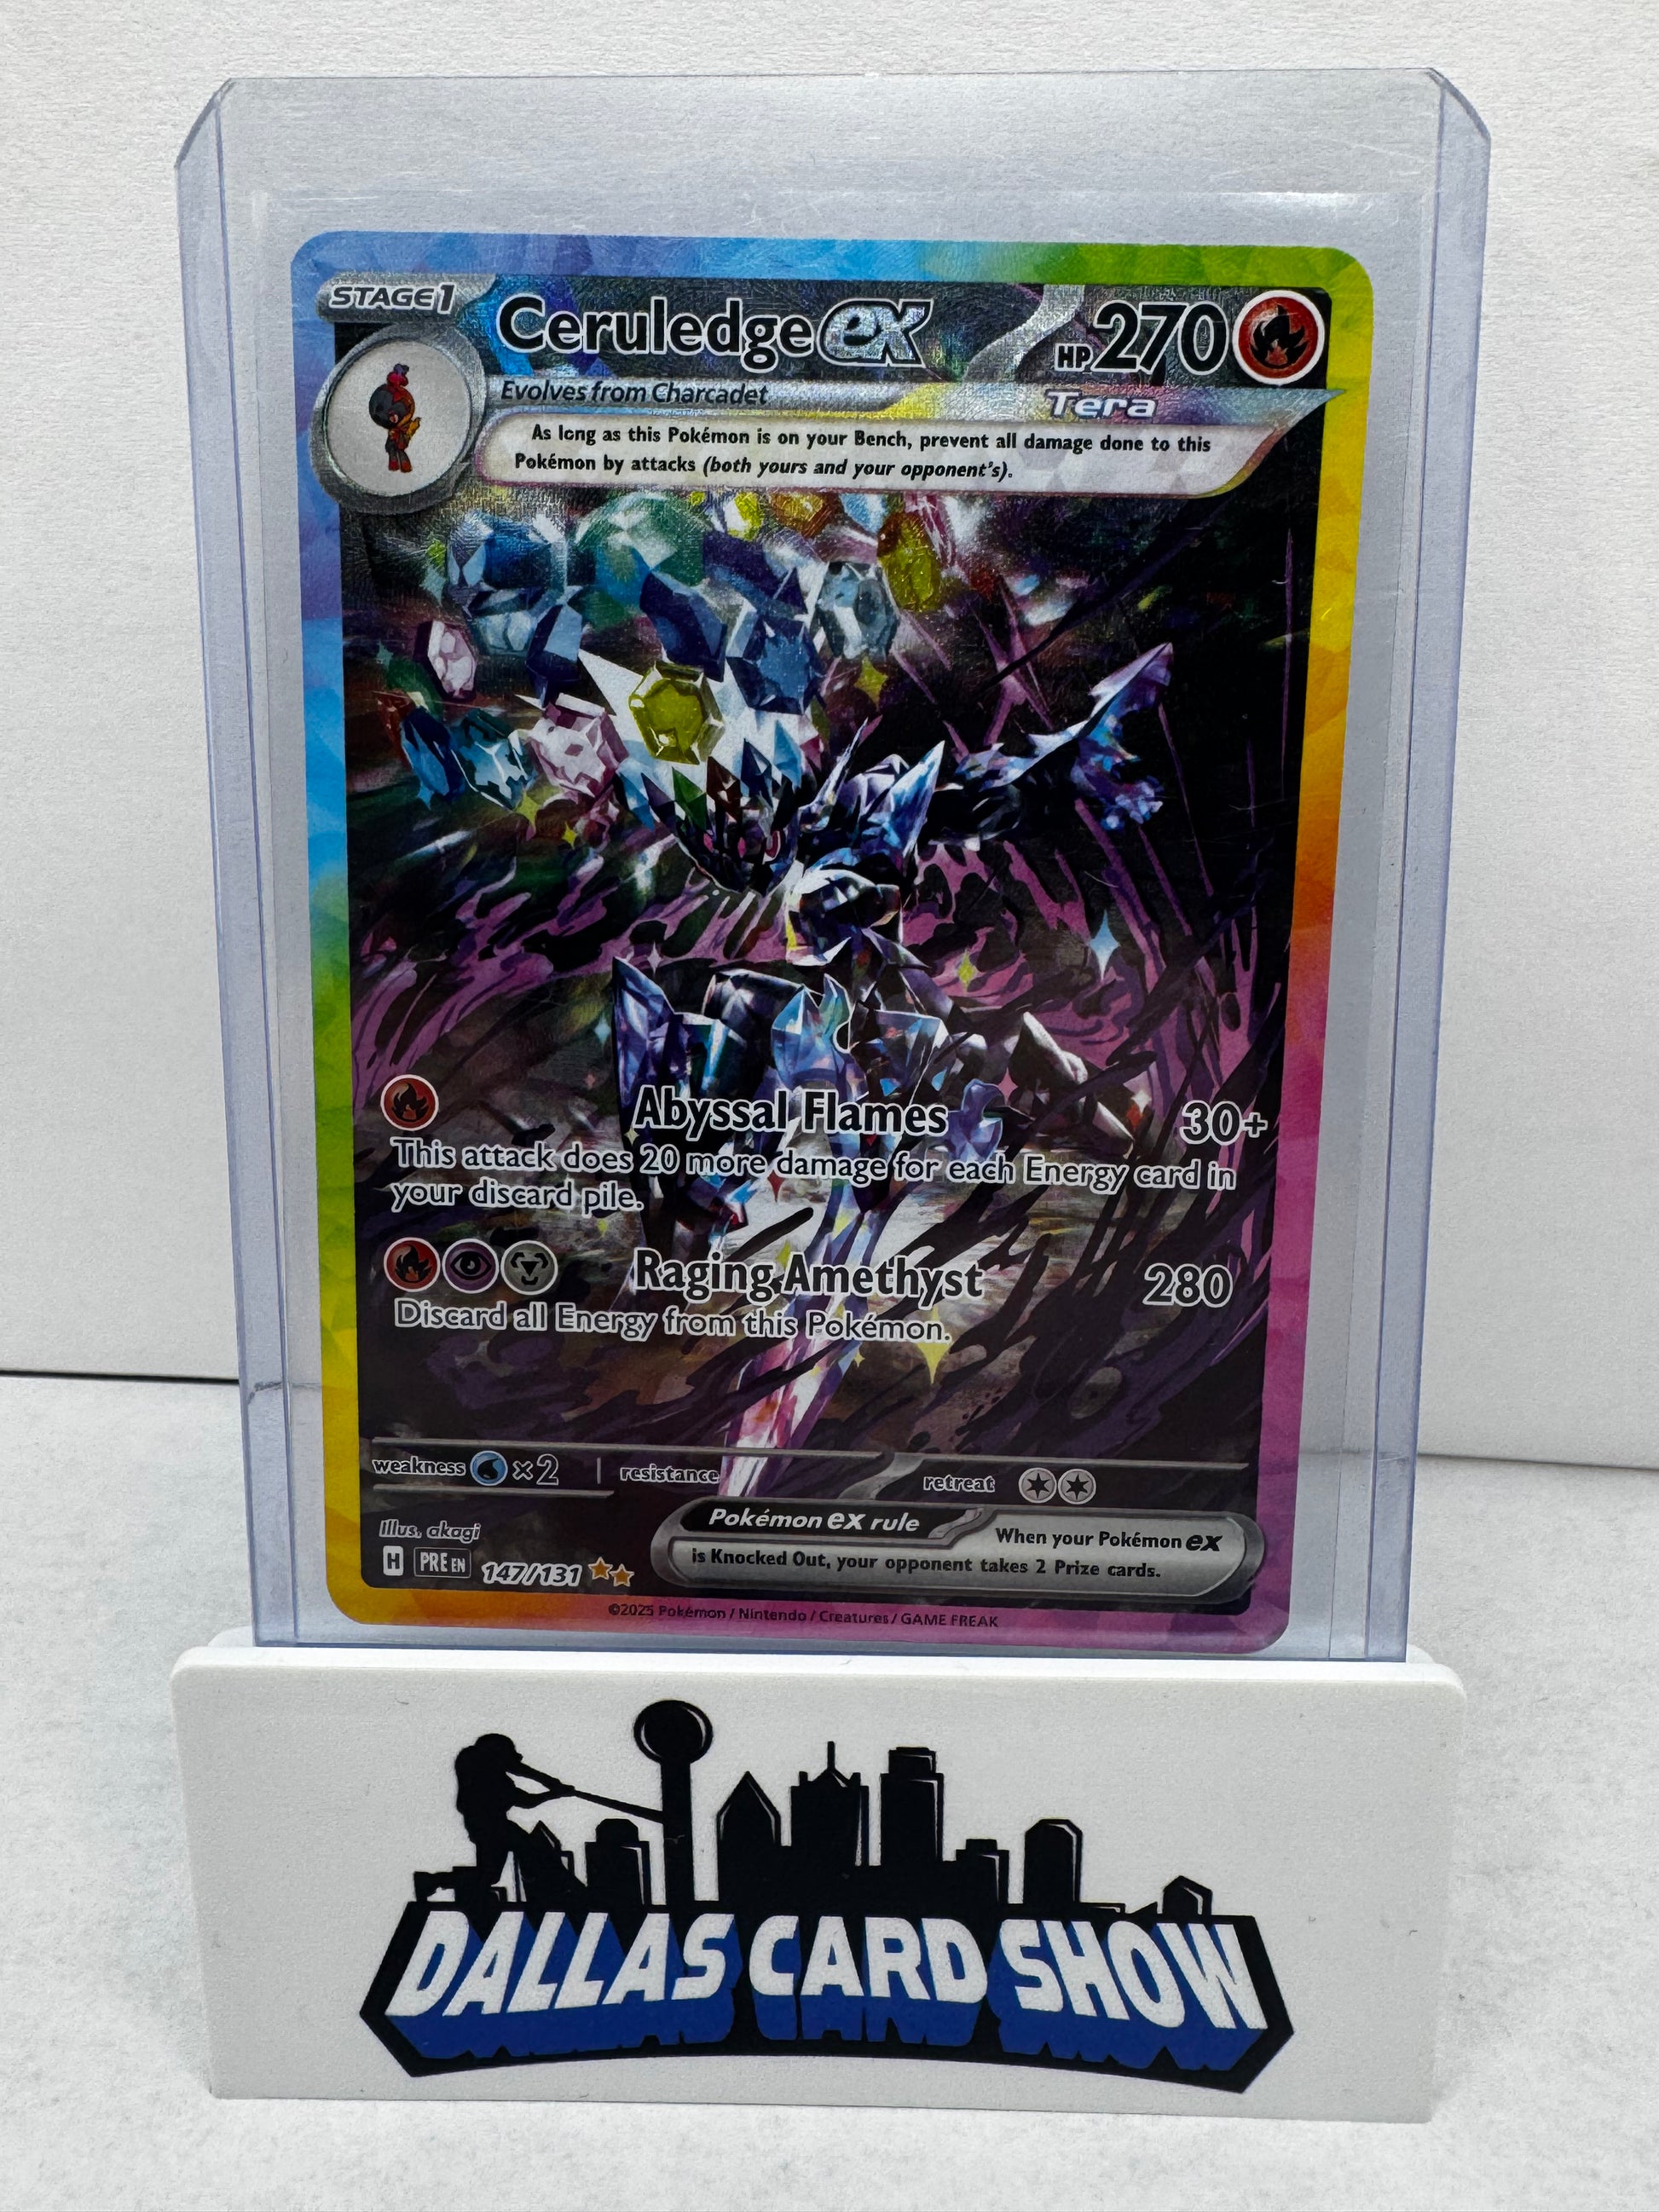 STAGE1
Ceruledge ex
HP 270
Evolves from Charcadet
Tera
As long as this Pokémon is on your Bench, prevent all damage done to this
Pokémon by attacks (both yours and your opponent's).
Abyssal Flames 30+
This attack does 20 more damage for each Energy card in
your discard pile.
Raging Amethyst 280
Discard all Energy from this Pokémon.
weakness ×2 resistance retreat
Illus. akagi
Pokémon ex rule
When your Pokémon ex
is Knocked Out, your opponent takes 2 Prize cards.
H PRE EN 147/131
©2025 Pokémon / Nintendo / Creatures / GAME FREAK
DALLAS CARD SHOW